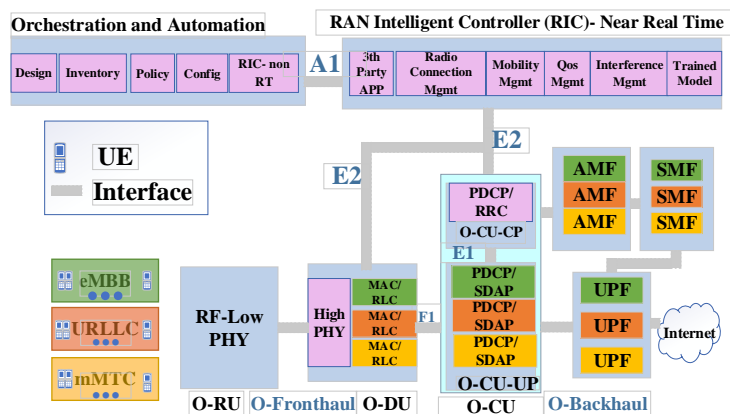 Orchestration and Automation
RAN Intelligent Controller (RIC)- Near Real Time
Design
Inventory
Policy
Config
RIC- non
RT
A1
3th
Party
APP
Radio
Connection
Mgmt
Mobility
Mgmt
Qos
Mgmt
Interference
Mgmt
Trained
Model
UE
Interface
E2
E2
PDCP/
RRC
O-CU-CP
E1
AMF
AMF
AMF
SMF
SMF
SMF
eMBB
URLLC
mMTC
RF-Low
PHY
High
PHY
MAC/
RLC
MAC/
RLC
MAC/
RLC
F1
PDCP/
SDAP
PDCP/
SDAP
PDCP/
SDAP
O-CU-UP
UPF
UPF
UPF
Internet
O-RU
O-Fronthaul
O-DU
O-CU
O-Backhaul